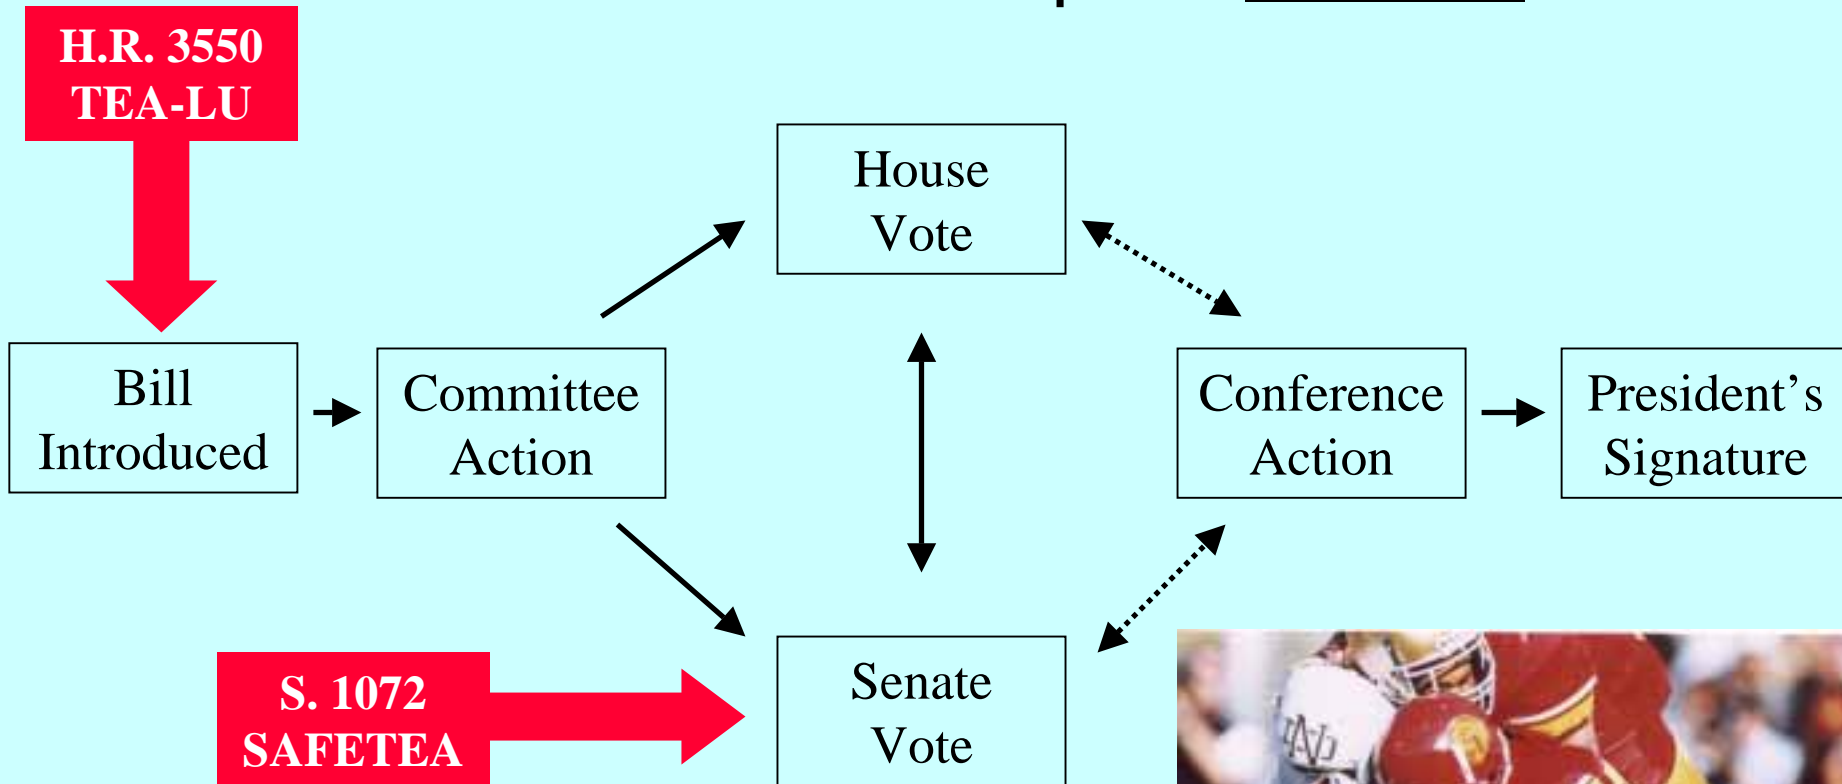 H.R. 3550
TEA-LU
House
Vote
Bill
Introduced
Committee
Action
Conference
Action
President’s
Signature
S. 1072
SAFETEA
Senate
Vote